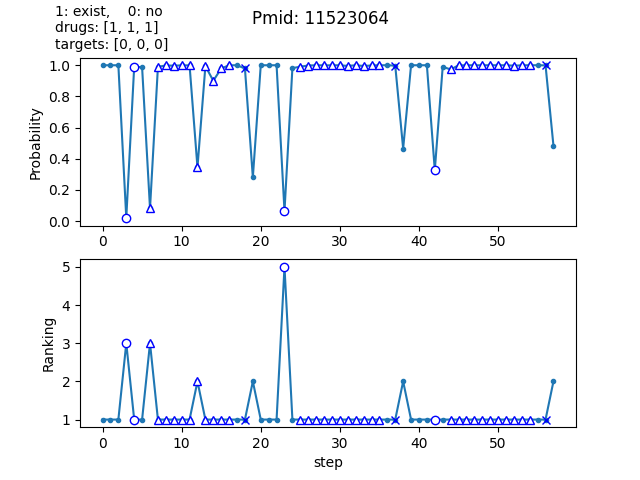 1: exist,    0: no
drugs: [1, 1, 1]
targets: [0, 0, 0]
Pmid: 11523064
Probability
1.0
0.8
0.6
0.4
0.2
0.0
0 10 20 30 40 50
Ranking
5
4
3
2
1
0 10 20 30 40 50
step